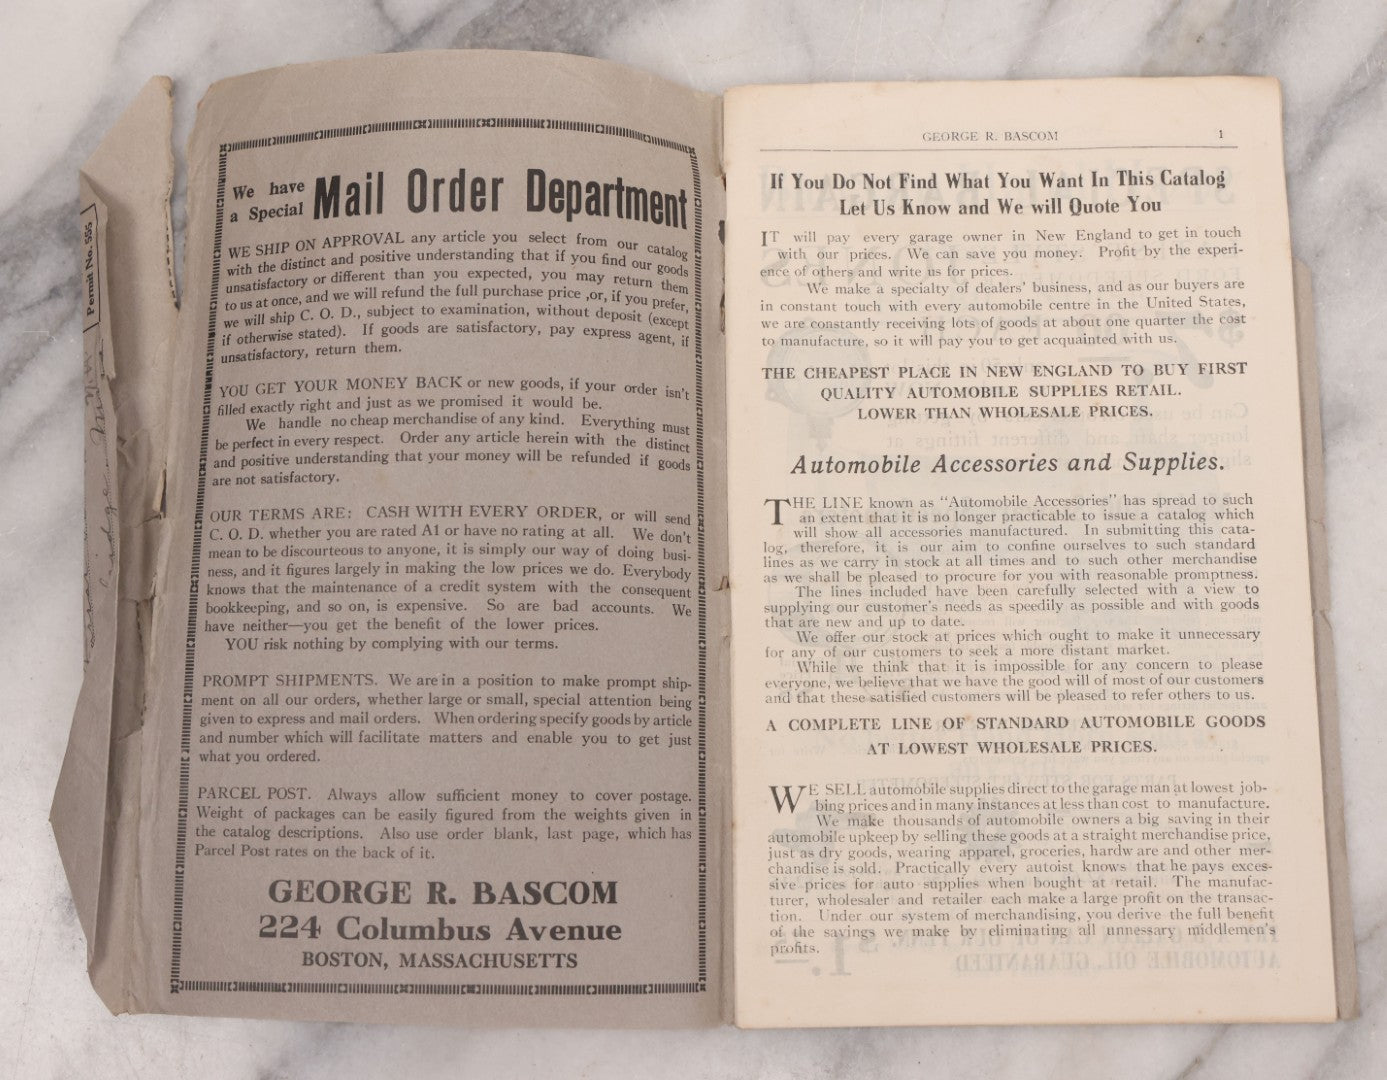 Permit No. 555
We have
a Special
Mail Order Department
WE SHIP ON APPROVAL any article you select from our catalog
with the distinct and positive understanding that if you find our goods
unsatisfactory or different than you expected, you may return them
to us at once, and we will refund the full purchase price ,or, if you prefer,
we will ship C. O. D., subject to examination, without deposit (except
if otherwise stated). If goods are satisfactory, pay express agent, if
unsatisfactory, return them.
YOU GET YOUR MONEY BACK or new goods, if your order isn't
filled exactly right and just as we promised it would be.
We handle no cheap merchandise of any kind. Everything must
be perfect in every respect. Order any article herein with the distinct
and positive understanding that your money will be refunded if goods
are not satisfactory.
OUR TERMS ARE: CASH WITH EVERY ORDER, or will send
C. O. D. whether you are rated A1 or have no rating at all. We don't
mean to be discourteous to anyone, it is simply our way of doing busi-
ness, and it figures largely in making the low prices we do. Everybody
knows that the maintenance of a credit system with the consequent
bookkeeping, and so on, is expensive. So are bad accounts. We
have neither—you get the benefit of the lower prices.
YOU risk nothing by complying with our terms.
PROMPT SHIPMENTS. We are in a position to make prompt ship-
ment on all our orders, whether large or small, special attention being
given to express and mail orders. When ordering specify goods by article
and number which will facilitate matters and enable you to get just
what you ordered.
PARCEL POST. Always allow sufficient money to cover postage.
Weight of packages can be easily figured from the weights given in
the catalog descriptions. Also use order blank, last page, which has
Parcel Post rates on the back of it.
GEORGE R. BASCOM
224 Columbus Avenue
BOSTON, MASSACHUSETTS
GEORGE R. BASCOM 1
If You Do Not Find What You Want In This Catalog
Let Us Know and We will Quote You
IT will pay every garage owner in New England to get in touch
with our prices. We can save you money. Profit by the experi-
ence of others and write us for prices.
We make a specialty of dealers' business, and as our buyers are
in constant touch with every automobile centre in the United States,
we are constantly receiving lots of goods at about one quarter the cost
to manufacture, so it will pay you to get acquainted with us.
THE CHEAPEST PLACE IN NEW ENGLAND TO BUY FIRST
QUALITY AUTOMOBILE SUPPLIES RETAIL.
LOWER THAN WHOLESALE PRICES.
Automobile Accessories and Supplies.
THE LINE known as "Automobile Accessories" has spread to such
an extent that it is no longer practicable to issue a catalog which
will show all accessories manufactured. In submitting this cata-
log, therefore, it is our aim to confine ourselves to such standard
lines as we carry in stock at all times and to such other merchandise
as we shall be pleased to procure for you with reasonable promptness.
The lines included have been carefully selected with a view to
supplying our customer's needs as speedily as possible and with goods
that are new and up to date.
We offer our stock at prices which ought to make it unnecessary
for any of our customers to seek a more distant market.
While we think that it is impossible for any concern to please
everyone, we believe that we have the good will of most of our customers
and that these satisfied customers will be pleased to refer others to us.
A COMPLETE LINE OF STANDARD AUTOMOBILE GOODS
AT LOWEST WHOLESALE PRICES.
WE SELL automobile supplies direct to the garage man at lowest job-
bing prices and in many instances at less than cost to manufacture.
We make thousands of automobile owners a big saving in their
automobile upkeep by selling these goods at a straight merchandise price,
just as dry goods, wearing apparel, groceries, hardw are and other mer-
chandise is sold. Practically every autoist knows that he pays exces-
sive prices for auto supplies when bought at retail. The manufac-
turer, wholesaler and retailer each make a large profit on the transac-
tion. Under our system of merchandising, you derive the full benefit
of the savings we make by eliminating all unnessary middlemen's
profits.